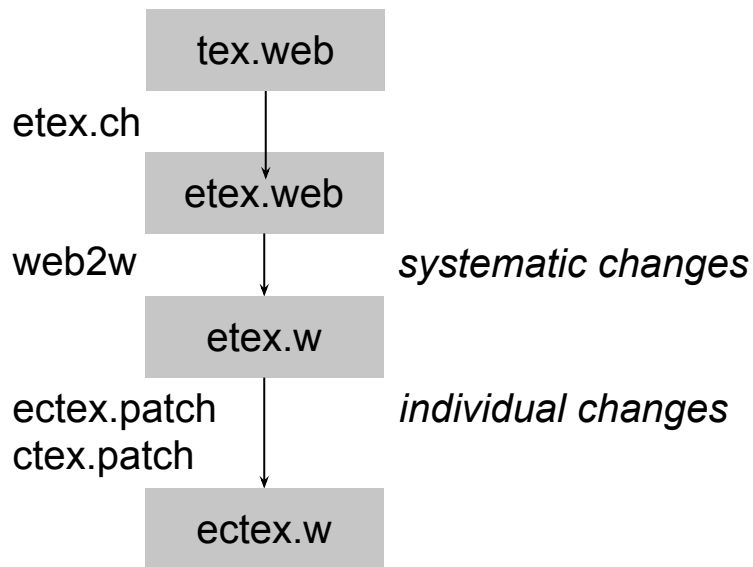 tex.web
etex.ch
etex.web
web2w
systematic changes
etex.w
ectex.patch
individual changes
ctex.patch
ectex.w